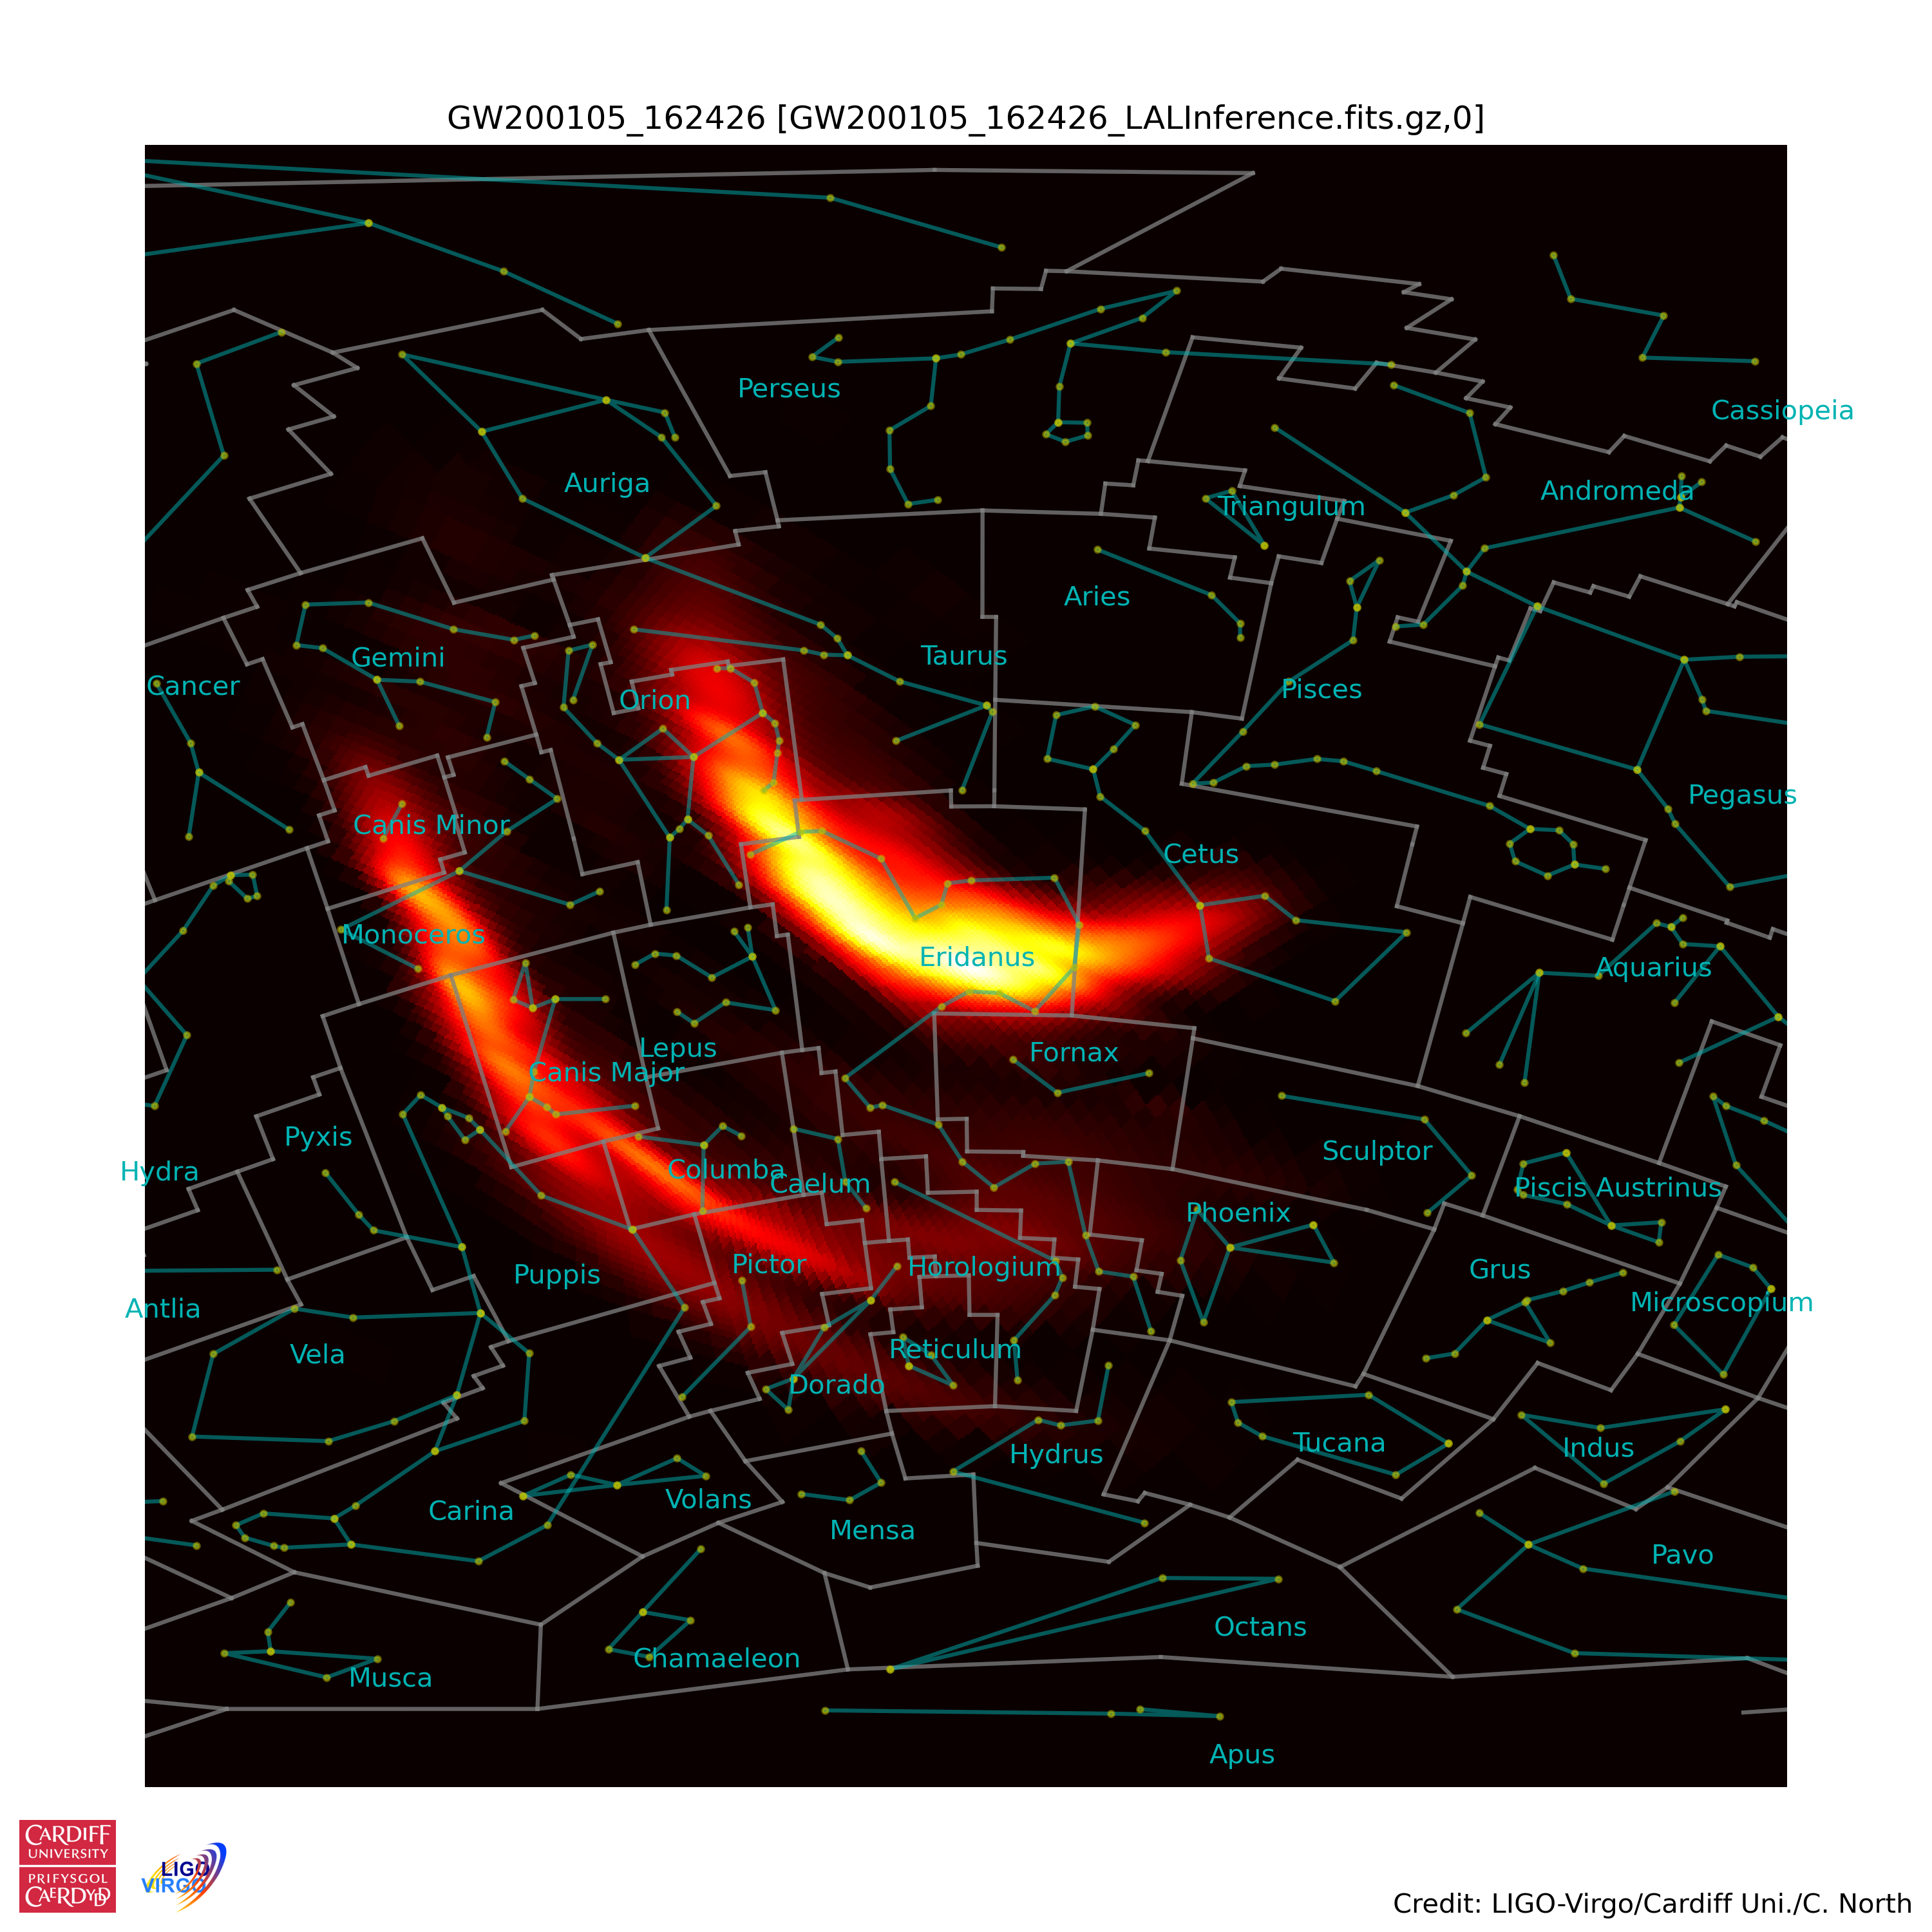 GW200105_162426 [GW200105_162426_LALInference.fits.gz,0]
Perseus
Cassiopeia
Auriga
Andromeda
Triangulum
Aries
Taurus
Gemini
Cancer
Orion
Pisces
Pegasus
Canis Minor
Cetus
Monoceros
Eridanus
Aquarius
Lepus
Fornax
Canis Major
Pyxis
Sculptor
Hydra
Columba
Caelum
Piscis Austrinus
Phoenix
Puppis
Pictor
Horologium
Grus
Antlia
Microscopium
Vela
Reticulum
Dorado
Hydrus
Tucana
Indus
Carina
Volans
Mensa
Pavo
Octans
Chamaeleon
Musca
Apus
CARDIFF
UNIVERSITY
PRIFYSGOL
CAERDYD
LIGO
VIRGO
Credit: LIGO-Virgo/Cardiff Uni./C. North